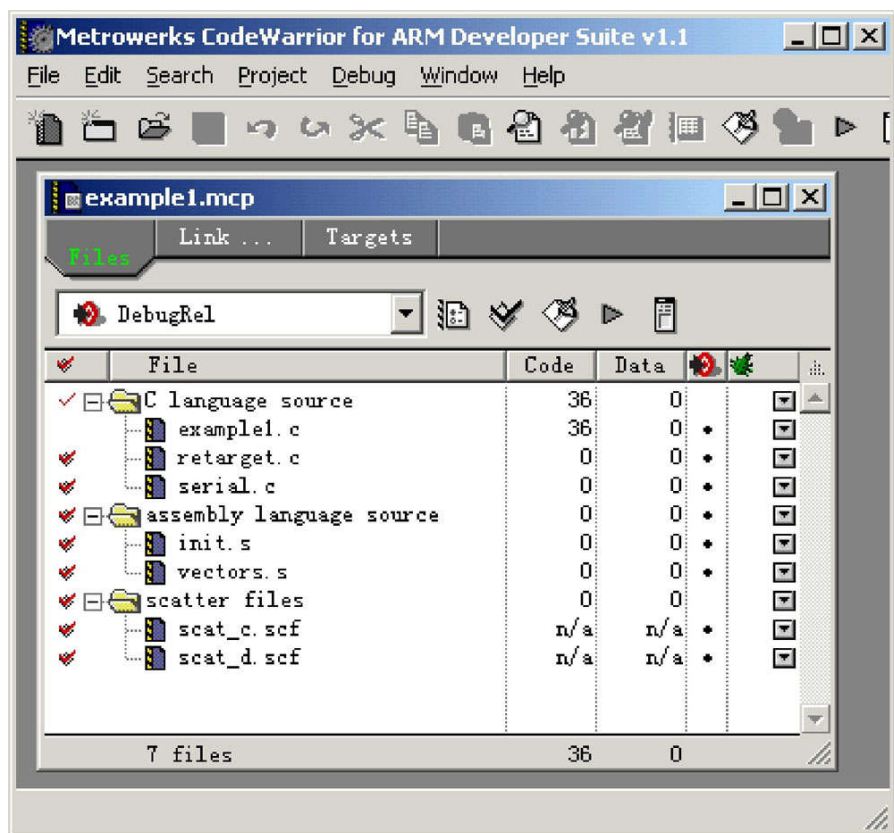 Metrowerks CodeWarrior for ARM Developer Suite v1.1
File Edit Search Project Debug Window Help
example1.mcp
Files Link ... Targets
DebugRel
File Code Data
C language source 36 0
example1.c 36 0
retarget.c 0 0
serial.c 0 0
assembly language source 0 0
init.s 0 0
vectors.s 0 0
scatter files 0 0
scat_c.scf n/a n/a
scat_d.scf n/a n/a
7 files 36 0